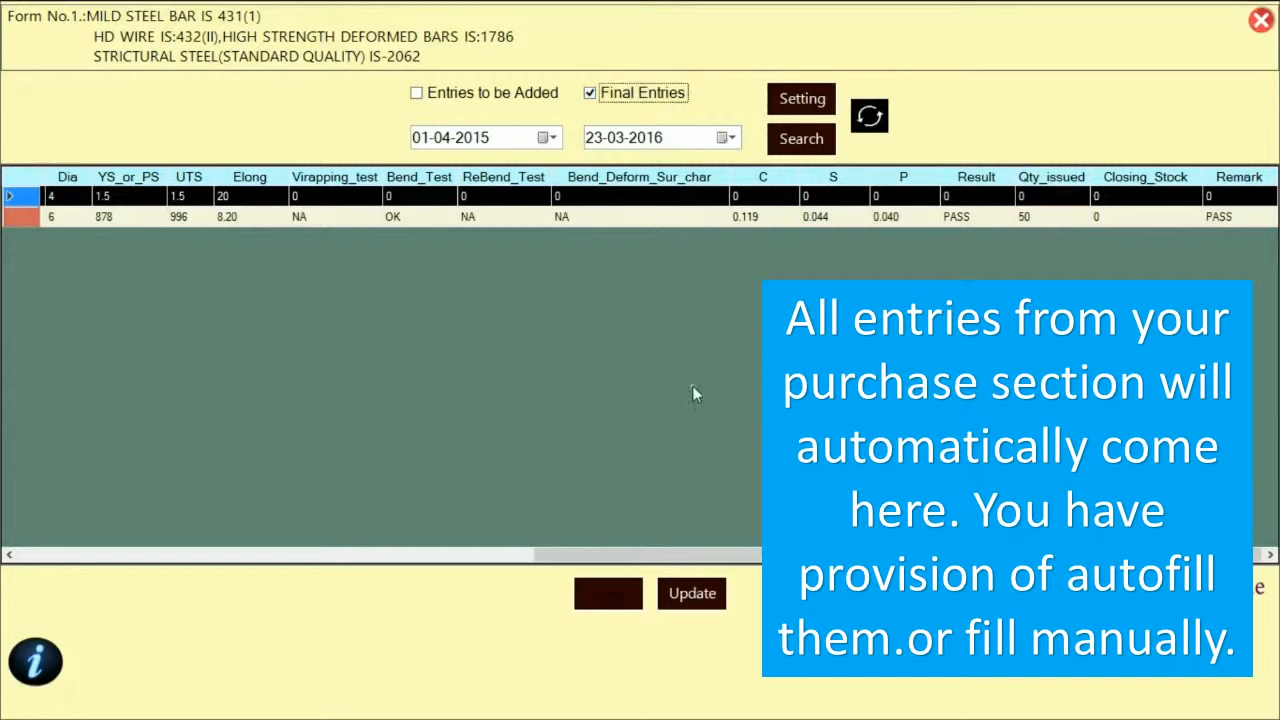 Form No.1.:MILD STEEL BAR IS 431(1)
HD WIRE IS:432(II),HIGH STRENGTH DEFORMED BARS IS:1786
STRICTURAL STEEL(STANDARD QUALITY) IS-2062
Entries to be Added Final Entries Setting
01-04-2015 23-03-2016 Search
Dia YS_or_PS UTS Elong Virapping_test Bend_Test ReBend_Test Bend_Deform_Sur_char C S P Result Qty_issued Closing_Stock Remark
4 1.5 1.5 20 0 0 0 0 0 0 0 0 0 0 0
6 878 996 8.20 NA OK NA NA 0.119 0.044 0.040 PASS 50 0 PASS
All entries from your
purchase section will
automatically come
here. You have
provision of autofill
them.or fill manually.
Update
e
i